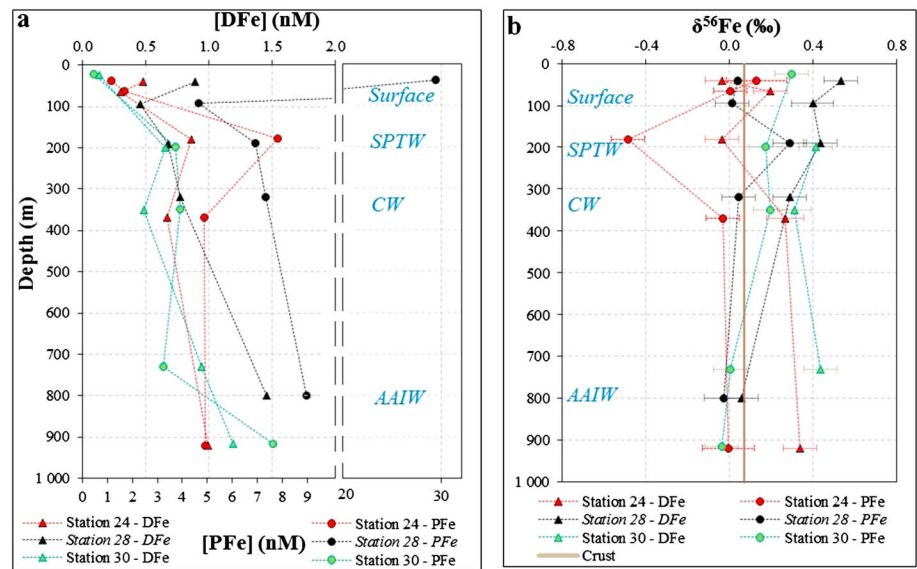 a
[DFe] (nM)
0.0 0.5 1.0 1.5 2.0 20 30
0
100
200
300
400
500
600
700
800
900
1 000
Depth (m)
Surface
SPTW
CW
AAIW
0 1 2 3 4 5 6 7 8 9 20 30
[PFe] (nM)
Station 24 - DFe
Station 28 - DFe
Station 30 - DFe
Station 24 - PFe
Station 28 - PFe
Station 30 - PFe
b
δ56Fe (‰)
-0.8 -0.4 0.0 0.4 0.8
0
100
200
300
400
500
600
700
800
900
1 000
Surface
SPTW
CW
AAIW
Station 24 - DFe
Station 28 - DFe
Station 30 - DFe
Crust
Station 24 - PFe
Station 28 - PFe
Station 30 - PFe